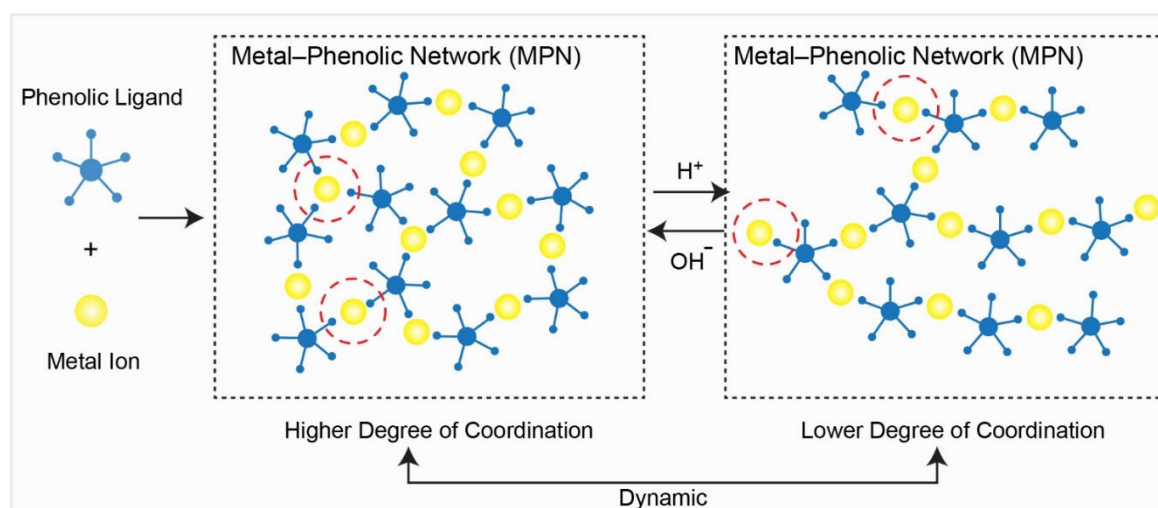 Phenolic Ligand
+
Metal Ion
Metal–Phenolic Network (MPN)
Higher Degree of Coordination
H⁺
OH⁻
Metal–Phenolic Network (MPN)
Lower Degree of Coordination
Dynamic